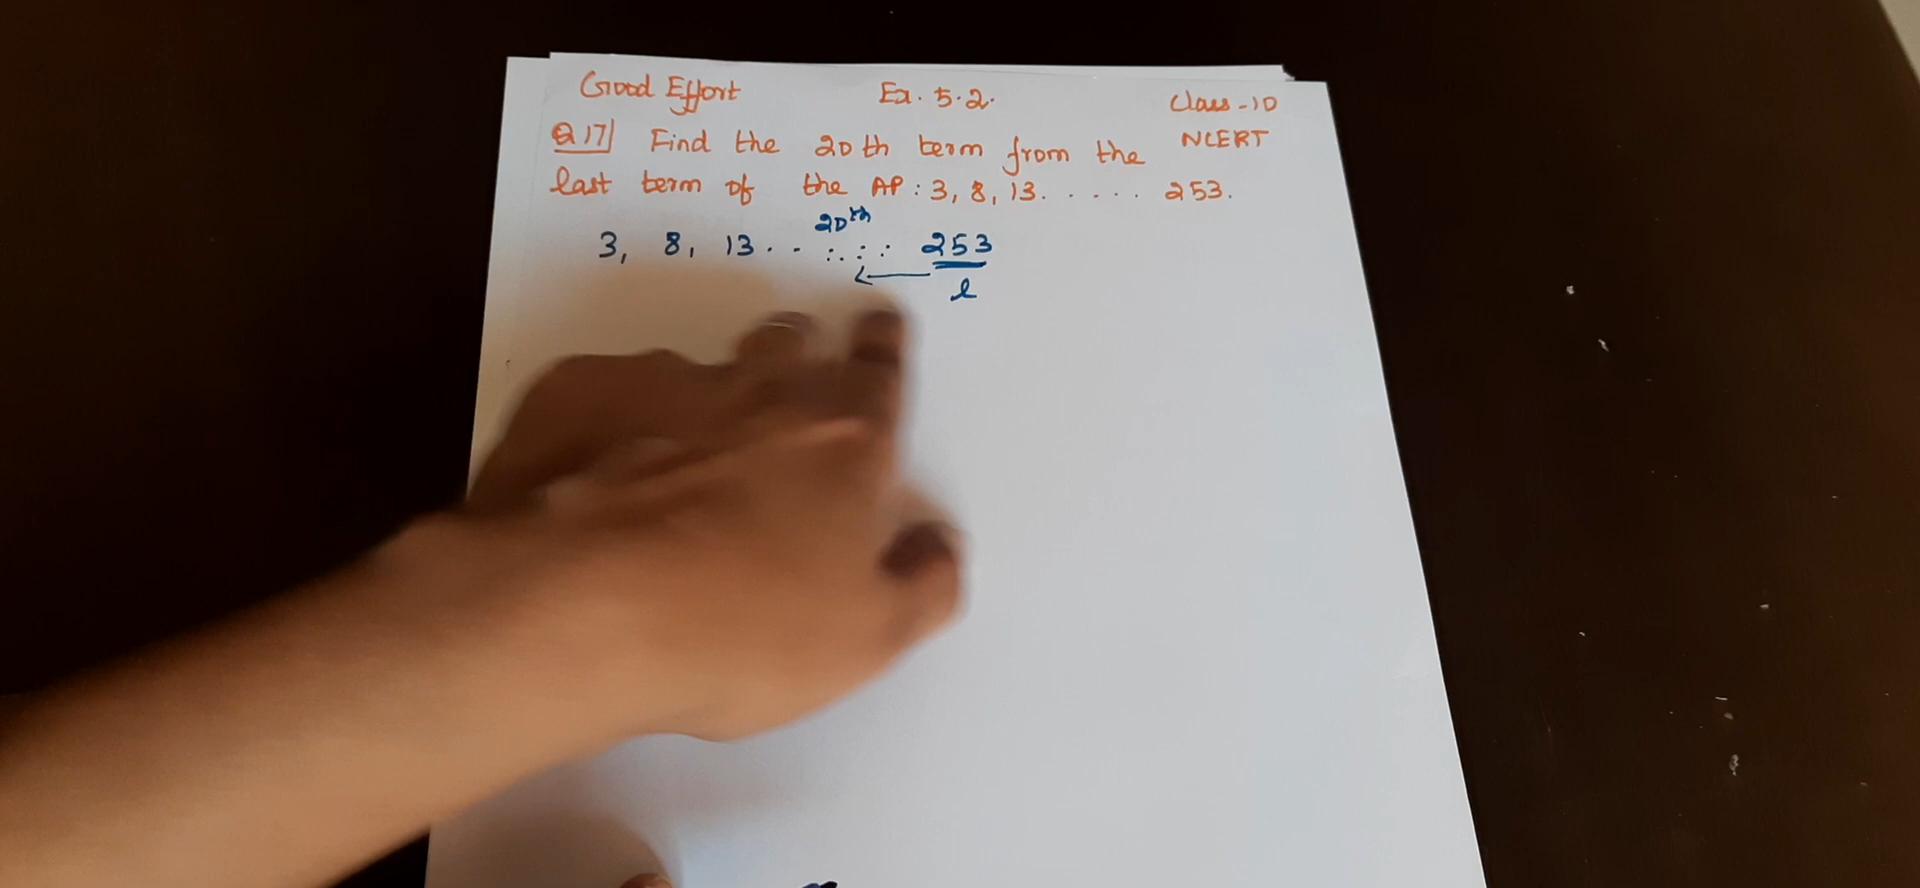 Good Effort Ex. 5.2. Class-10
Q 17 Find the 20th term from the NCERT
last term of the AP : 3, 8, 13. . . . . 253.
20th
3, 8, 13. . . . . . 253
l